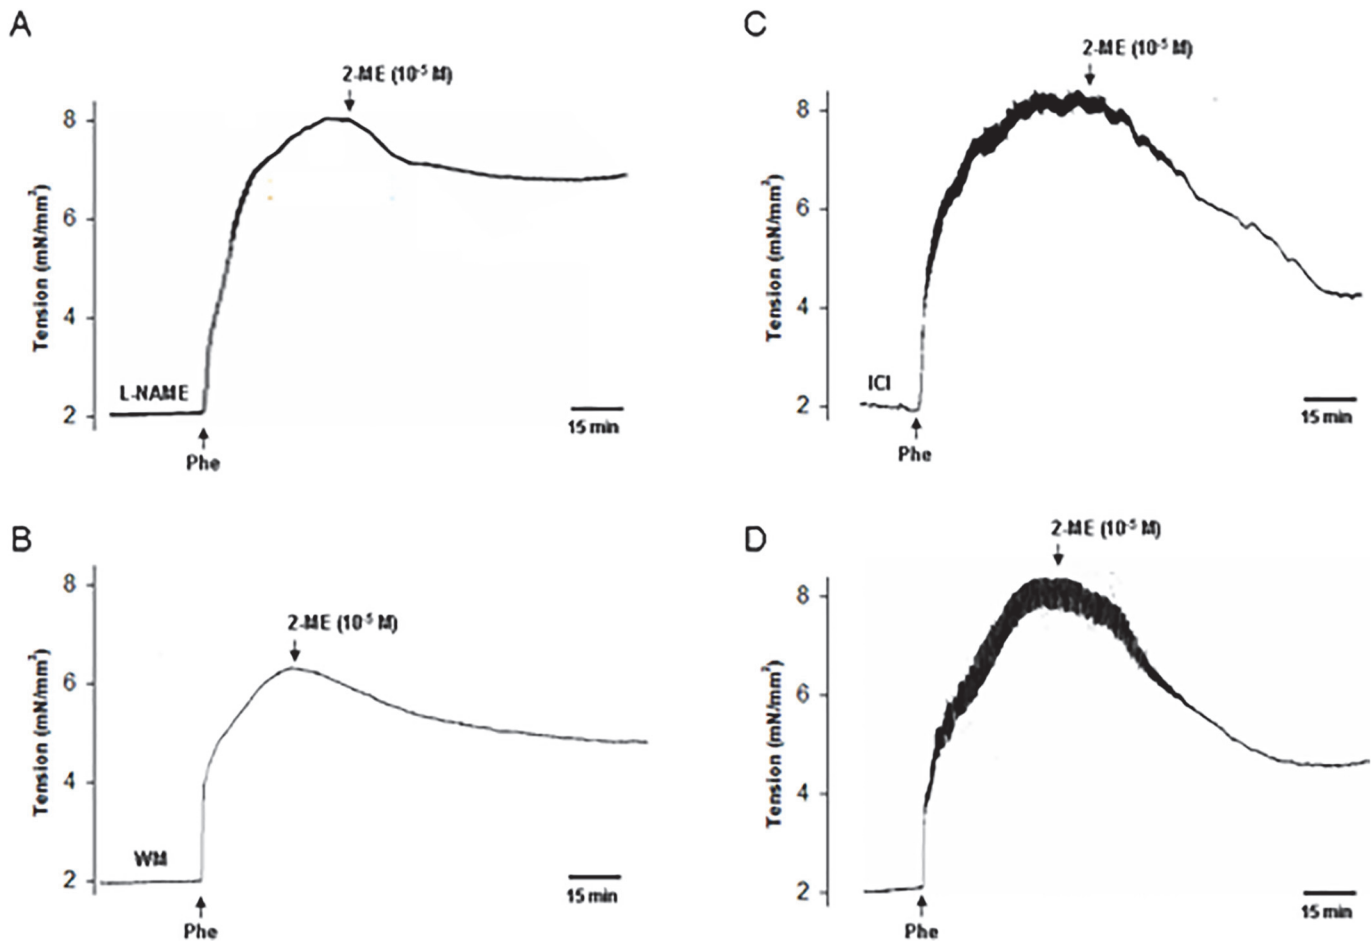 A
2-ME (10⁻⁵ M)
8
6
4
2
Tension (mN/mm²)
L-NAME
15 min
Phe
B
2-ME (10⁻⁵ M)
8
6
4
2
Tension (mN/mm²)
WM
15 min
Phe
C
2-ME (10⁻⁵ M)
8
6
4
2
Tension (mN/mm²)
ICI
15 min
Phe
D
2-ME (10⁻⁵ M)
8
6
4
2
Tension (mN/mm²)
15 min
Phe